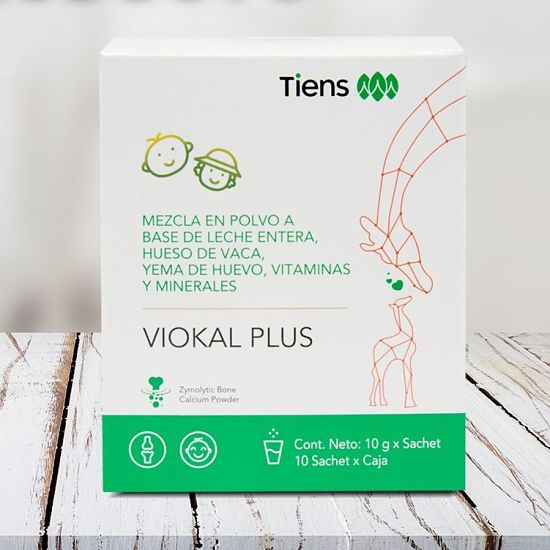 Tiens
MEZCLA EN POLVO A
BASE DE LECHE ENTERA,
HUESO DE VACA,
YEMA DE HUEVO, VITAMINAS
Y MINERALES
VIOKAL PLUS
Zymolytic Bone
Calcium Powder
Cont. Neto: 10 g x Sachet
10 Sachet x Caja